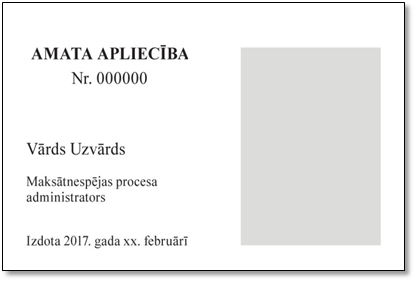 AMATA APLIECĪBA
Nr. 000000
Vārds Uzvārds
Maksātnespējas procesa
administrators
Izdota 2017. gada xx. februārī